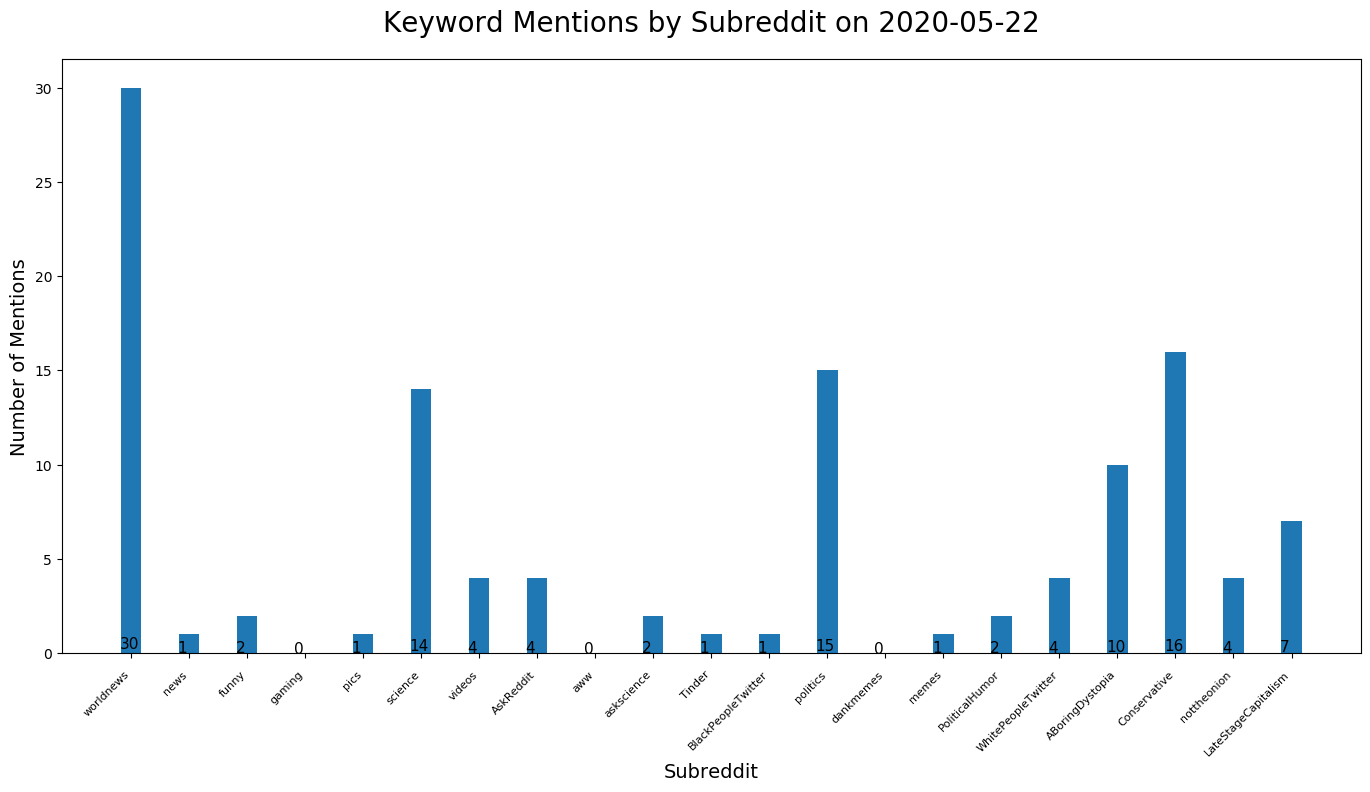 Keyword Mentions by Subreddit on 2020-05-22
Number of Mentions
30
25
20
15
10
5
0
30 1 2 0 1 14 4 4 0 2 1 1 15 0 1 2 4 10 16 4 7
worldnews
news
funny
gaming
pics
science
videos
AskReddit
aww
askscience
Tinder
BlackPeopleTwitter
politics
dankmemes
memes
PoliticalHumor
WhitePeopleTwitter
ABoringDystopia
Conservative
nottheonion
LateStageCapitalism
Subreddit